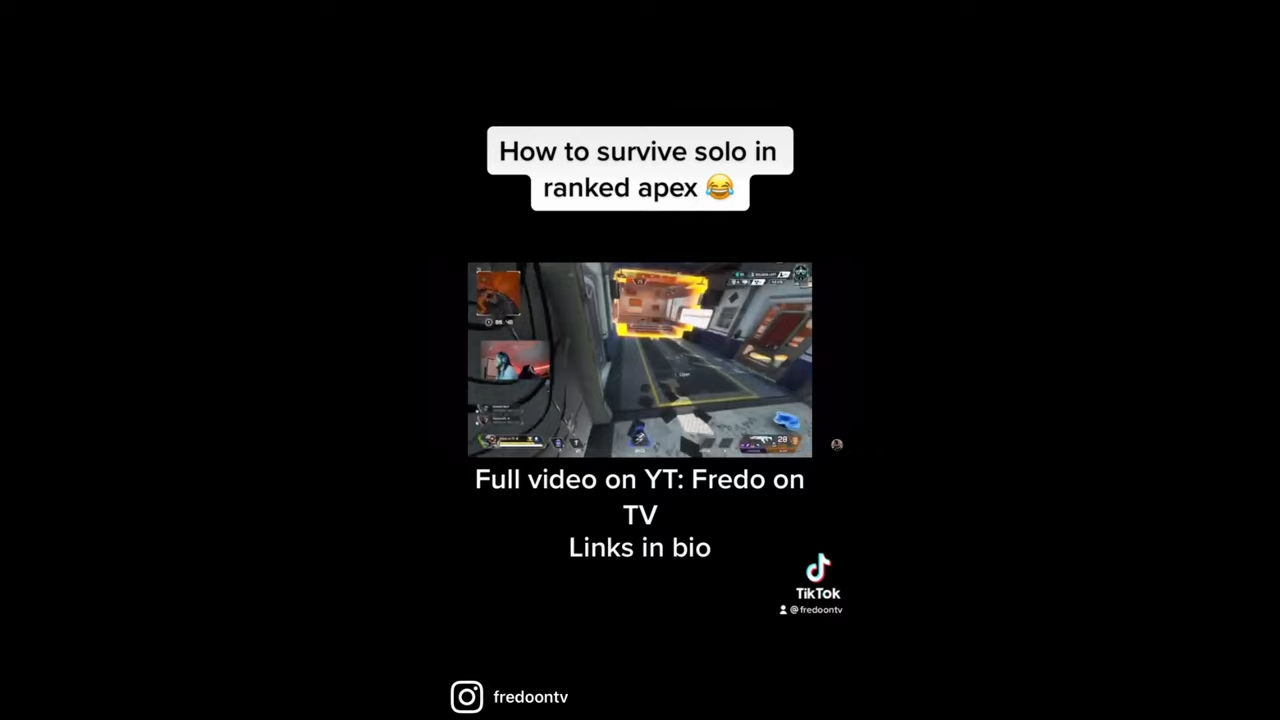 How to survive solo in
ranked apex 😂
28
Full video on YT: Fredo on
TV
Links in bio
TikTok
@fredoontv
fredoontv